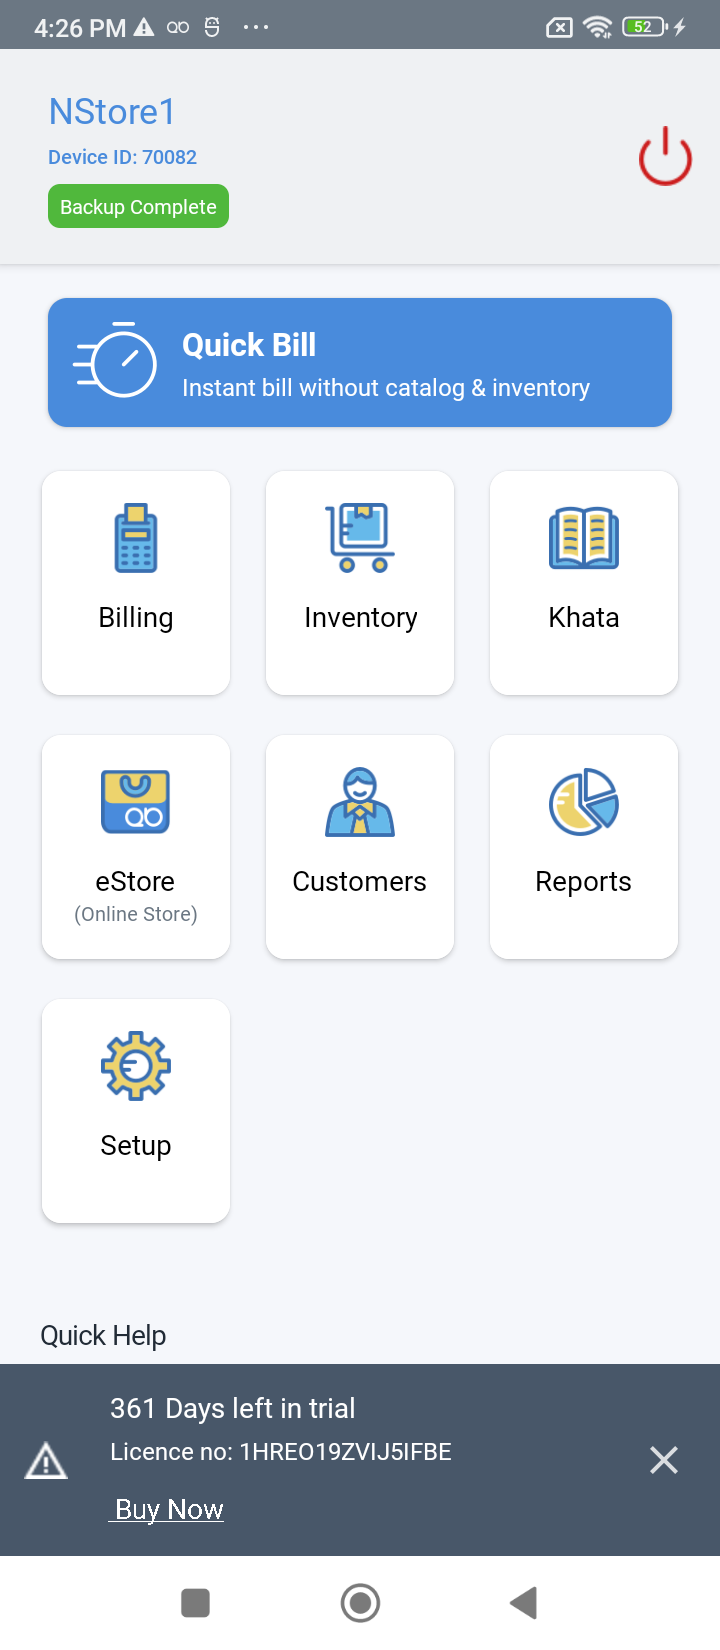 4:26 PM
52
NStore1
Device ID: 70082
Backup Complete
Quick Bill
Instant bill without catalog & inventory
Billing
Inventory
Khata
eStore
(Online Store)
Customers
Reports
Setup
Quick Help
361 Days left in trial
Licence no: 1HREO19ZVIJ5IFBE
Buy Now